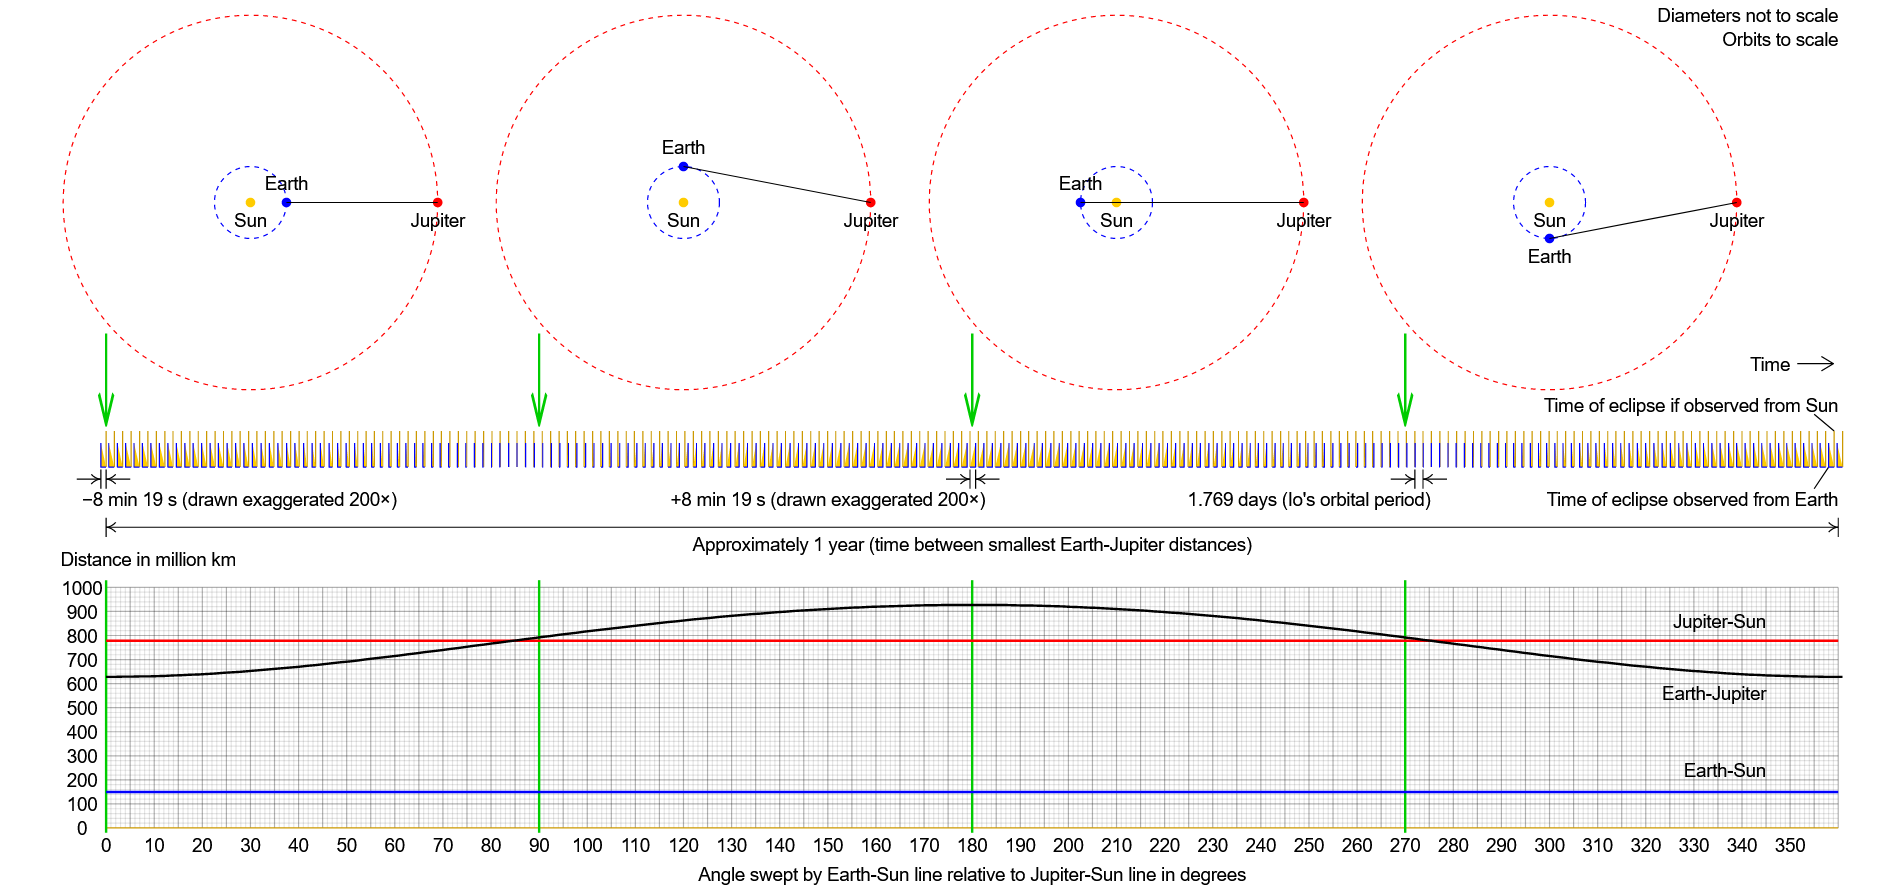 Diameters not to scale
Orbits to scale
Earth
Sun
Jupiter
Earth
Sun
Jupiter
Earth
Sun
Jupiter
Sun
Earth
Jupiter
Time
Time of eclipse if observed from Sun
−8 min 19 s (drawn exaggerated 200×)
+8 min 19 s (drawn exaggerated 200×)
1.769 days (Io's orbital period)
Time of eclipse observed from Earth
Approximately 1 year (time between smallest Earth-Jupiter distances)
Distance in million km
1000
900
800
700
600
500
400
300
200
100
0
Jupiter-Sun
Earth-Jupiter
Earth-Sun
0 10 20 30 40 50 60 70 80 90 100 110 120 130 140 150 160 170 180 190 200 210 220 230 240 250 260 270 280 290 300 310 320 330 340 350
Angle swept by Earth-Sun line relative to Jupiter-Sun line in degrees